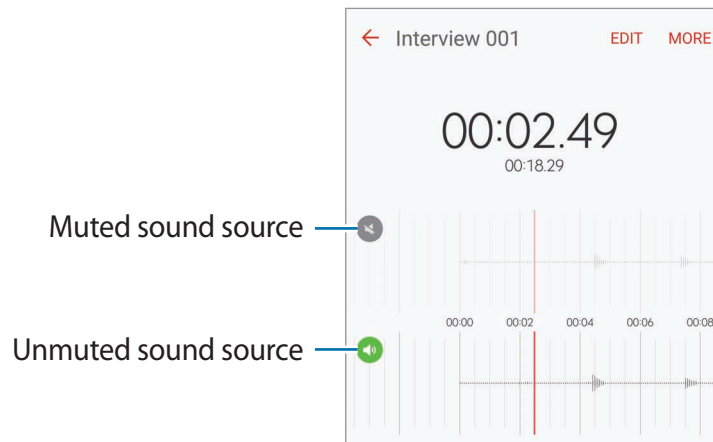 Interview 001 EDIT MORE
00:02.49
00:18.29
Muted sound source
00:00 00:02 00:04 00:06 00:08
Unmuted sound source